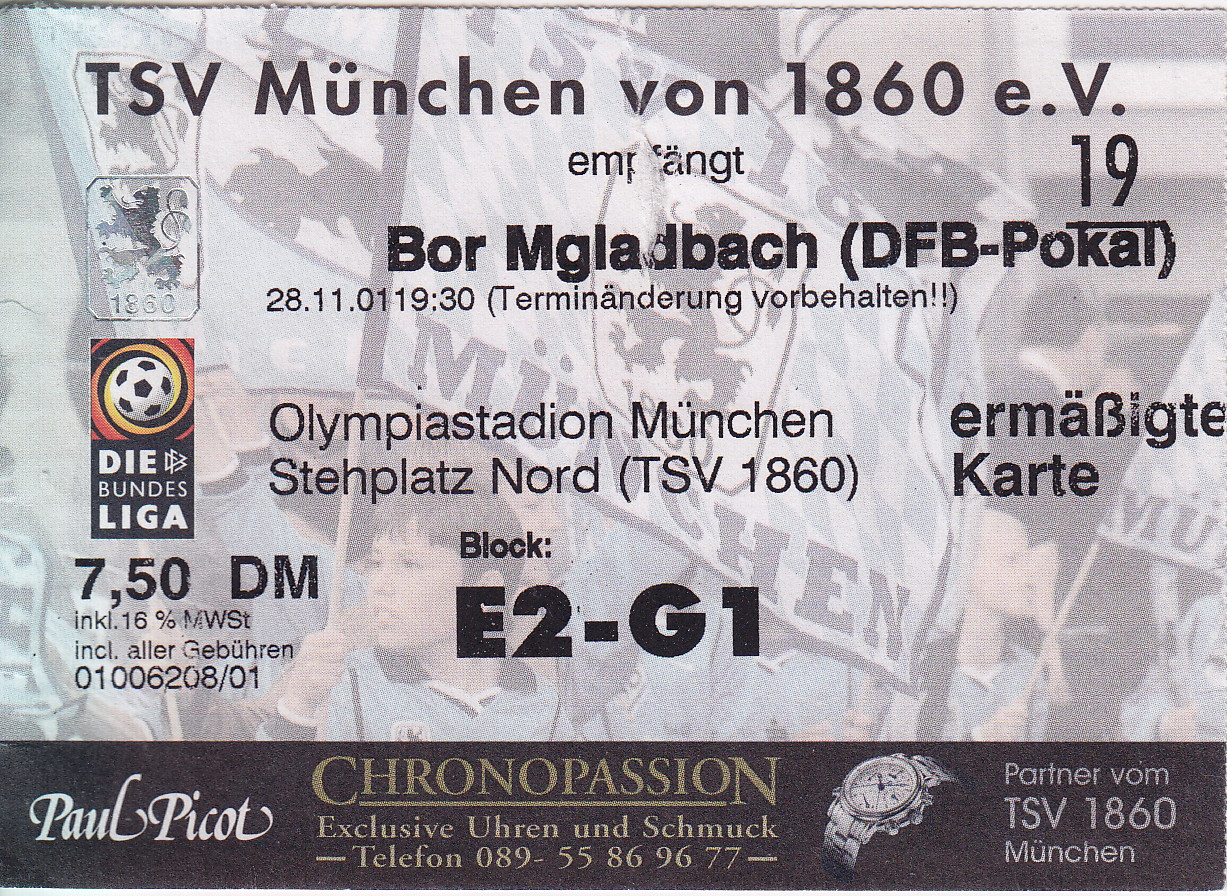 TSV München von 1860 e.V.
empfängt
19
Bor Mgladbach (DFB-Pokal)
28.11.0119:30 (Terminänderung vorbehalten!!)
1860
DIE
BUNDES
LIGA
Olympiastadion München
Stehplatz Nord (TSV 1860)
ermäßigte
Karte
Block:
E2-G1
7,50 DM
inkl.16 % MWSt
incl. aller Gebühren
01006208/01
Paul Picot
CHRONOPASSION
Exclusive Uhren und Schmuck
Telefon 089- 55 86 96 77
Partner vom
TSV 1860
München